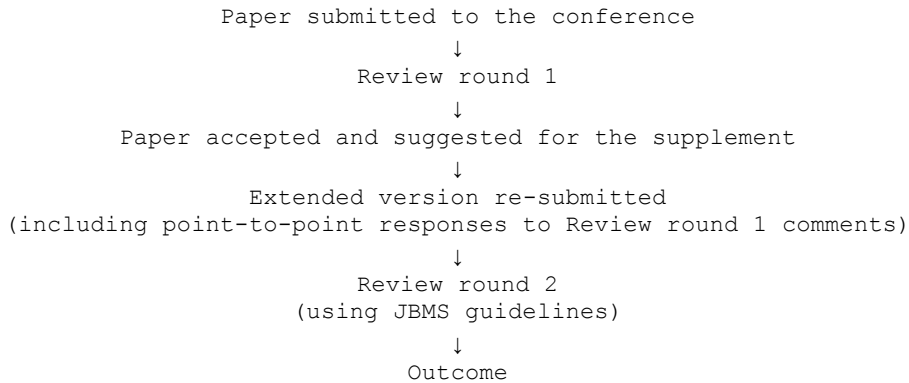 Paper submitted to the conference
↓
Review round 1
↓
Paper accepted and suggested for the supplement
↓
Extended version re-submitted
(including point-to-point responses to Review round 1 comments)
↓
Review round 2
(using JBMS guidelines)
↓
Outcome